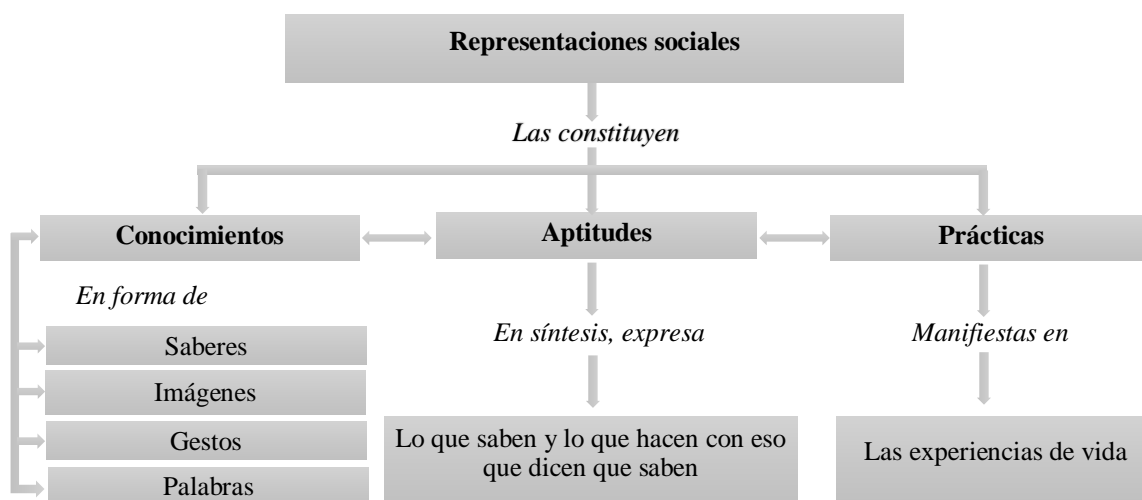 Representaciones sociales
Las constituyen
Conocimientos
Aptitudes
Prácticas
En forma de
Saberes
Imágenes
Gestos
Palabras
En síntesis, expresa
Lo que saben y lo que hacen con eso
que dicen que saben
Manifiestas en
Las experiencias de vida